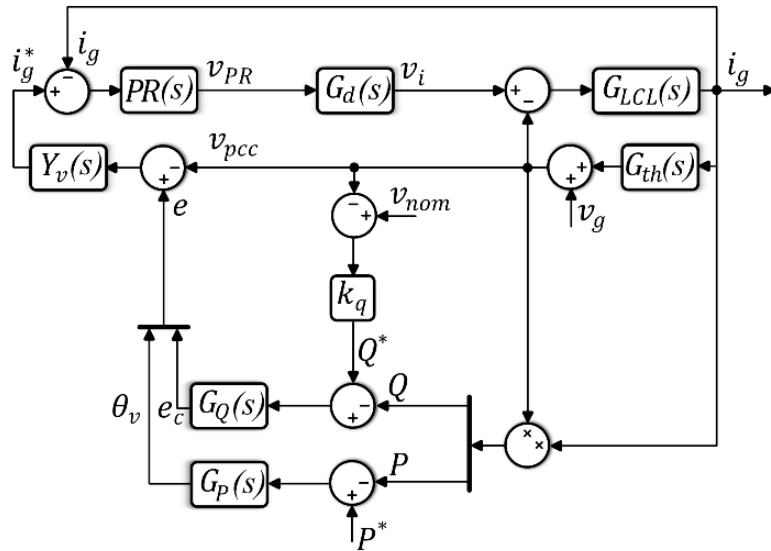 i_g
i_g^*
v_PR
v_i
i_g
-
+
PR(s)
G_d(s)
+
-
G_LCL(s)
v_pcc
Y_v(s)
+
-
+
+
G_th(s)
e
-
+
v_nom
v_g
k_q
Q^*
Q
θ_v
e_c
G_Q(s)
+
-
×
×
P
G_P(s)
-
+
P^*